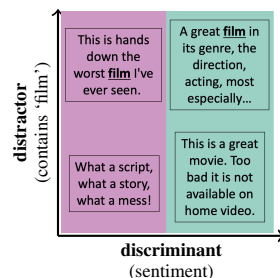 This is hands
down the
worst film I've
ever seen.
A great film in
its genre, the
direction,
acting, most
especially...
What a script,
what a story,
what a mess!
This is a great
movie. Too
bad it is not
available on
home video.
distractor
(contains 'film')
discriminant
(sentiment)